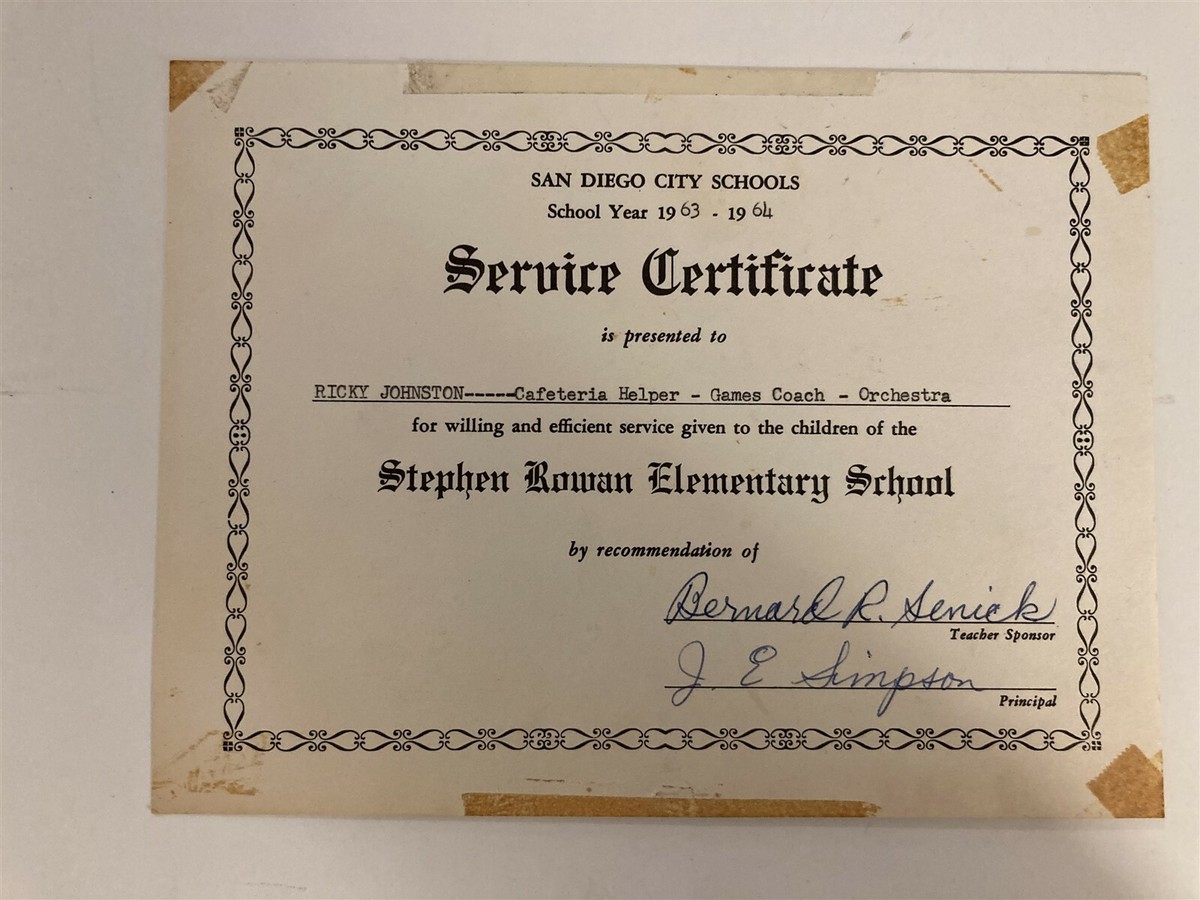 SAN DIEGO CITY SCHOOLS
School Year 1963 - 1964
Service Certificate
is presented to
RICKY JOHNSTON-----Cafeteria Helper - Games Coach - Orchestra
for willing and efficient service given to the children of the
Stephen Rowan Elementary School
by recommendation of
Bernard R. Senick
Teacher Sponsor
J. E Simpson
Principal